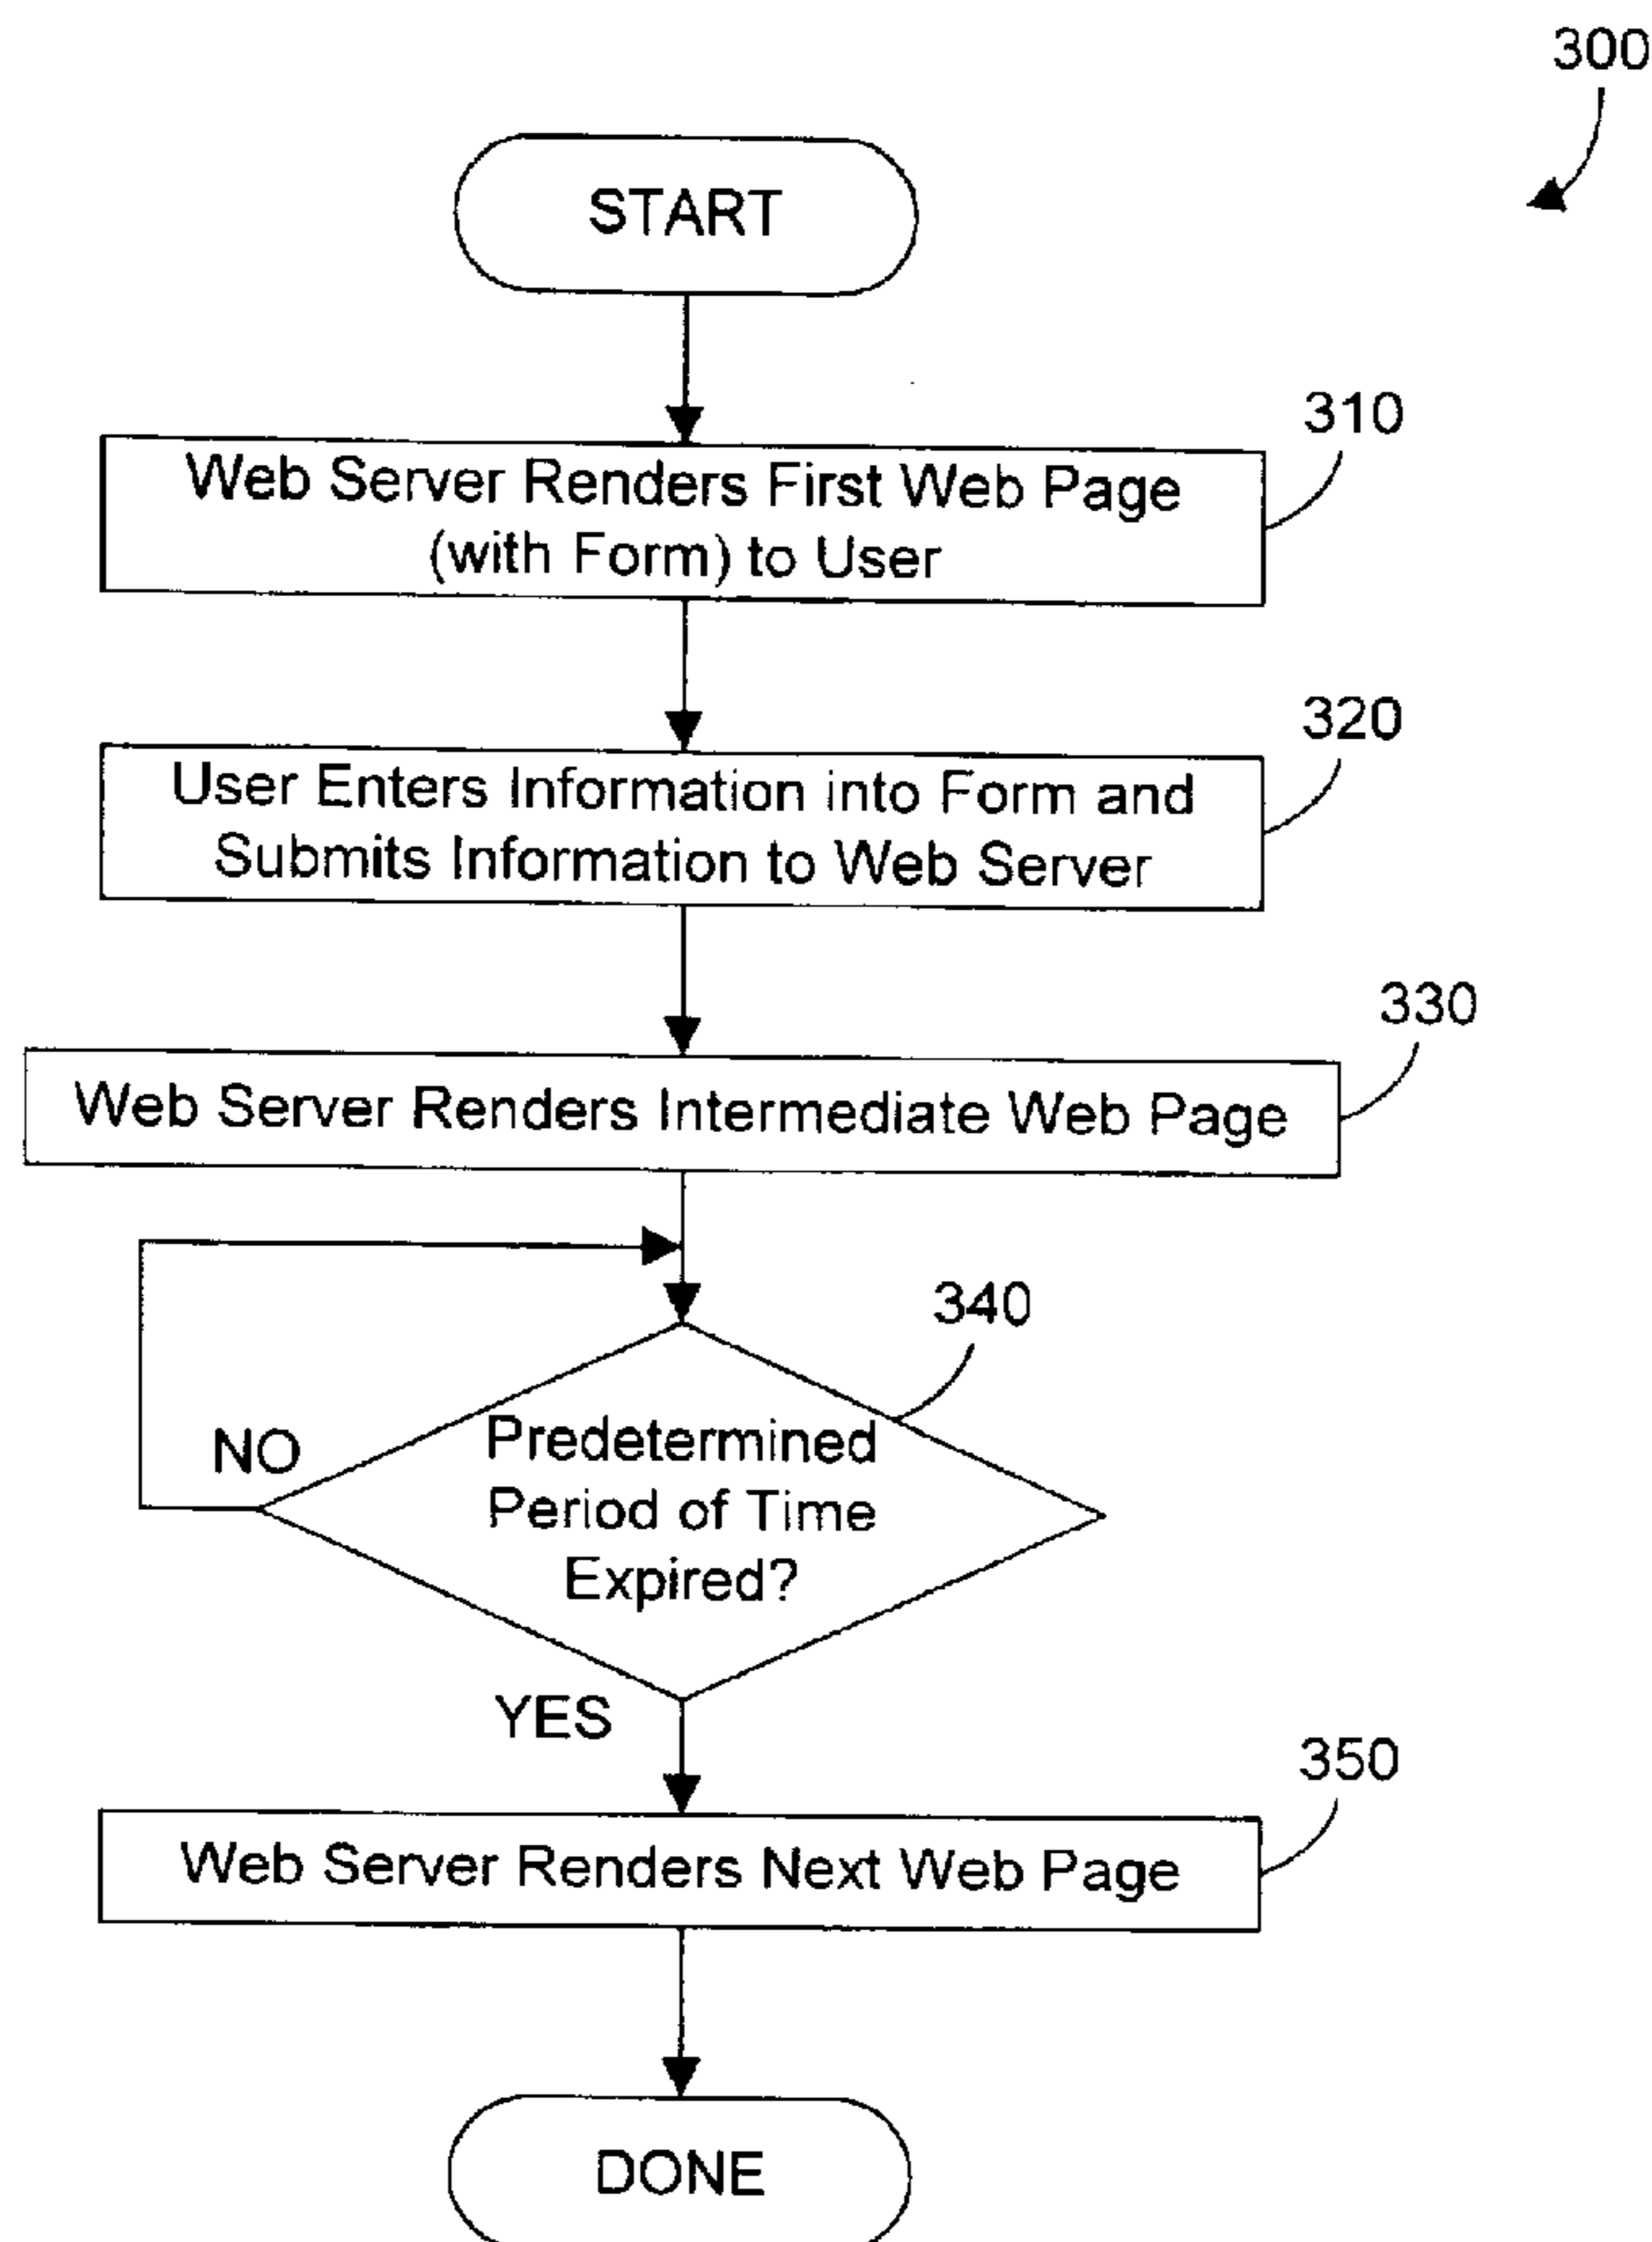 300
START
310
Web Server Renders First Web Page
(with Form) to User
320
User Enters Information into Form and
Submits Information to Web Server
330
Web Server Renders Intermediate Web Page
340
NO
Predetermined
Period of Time
Expired?
YES
350
Web Server Renders Next Web Page
DONE